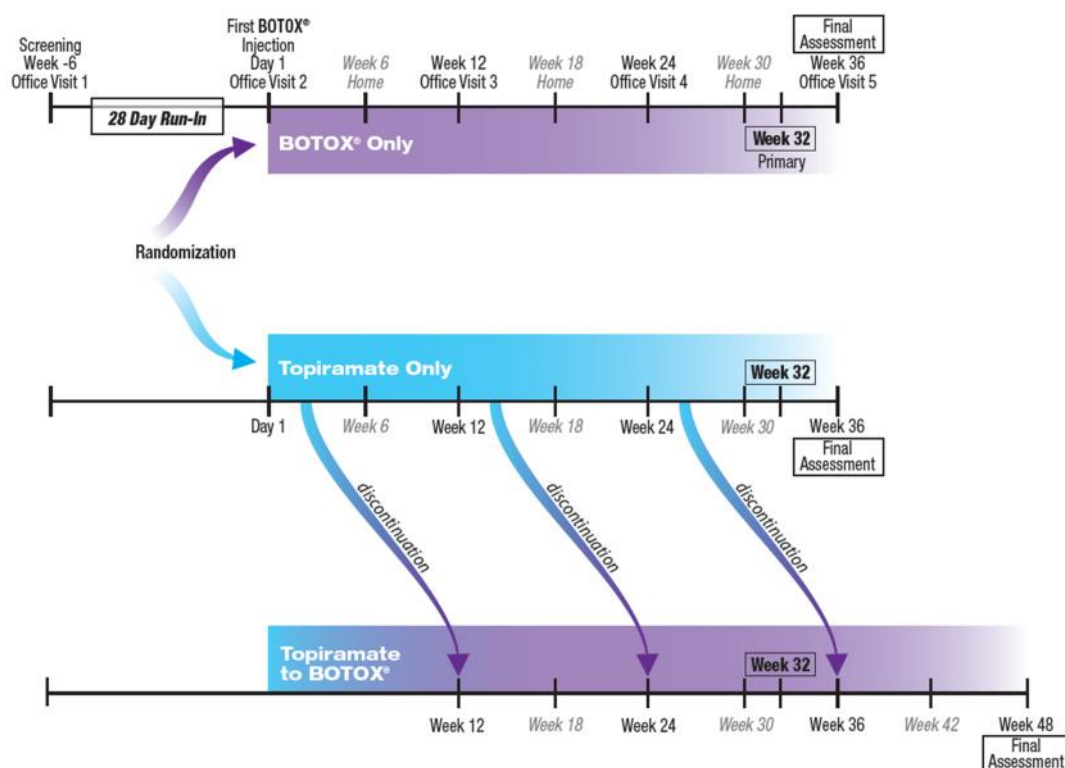 Screening
Week -6
Office Visit 1
First BOTOX®
Injection
Day 1
Office Visit 2
Week 6
Home
Week 12
Office Visit 3
Week 18
Home
Week 24
Office Visit 4
Week 30
Home
Final
Assessment
Week 36
Office Visit 5
28 Day Run-In
BOTOX® Only
Week 32
Primary
Randomization
Topiramate Only
Week 32
Day 1
Week 6
Week 12
Week 18
Week 24
Week 30
Week 36
Final
Assessment
discontinuation
discontinuation
discontinuation
Topiramate
to BOTOX®
Week 32
Week 12
Week 18
Week 24
Week 30
Week 36
Week 42
Week 48
Final
Assessment